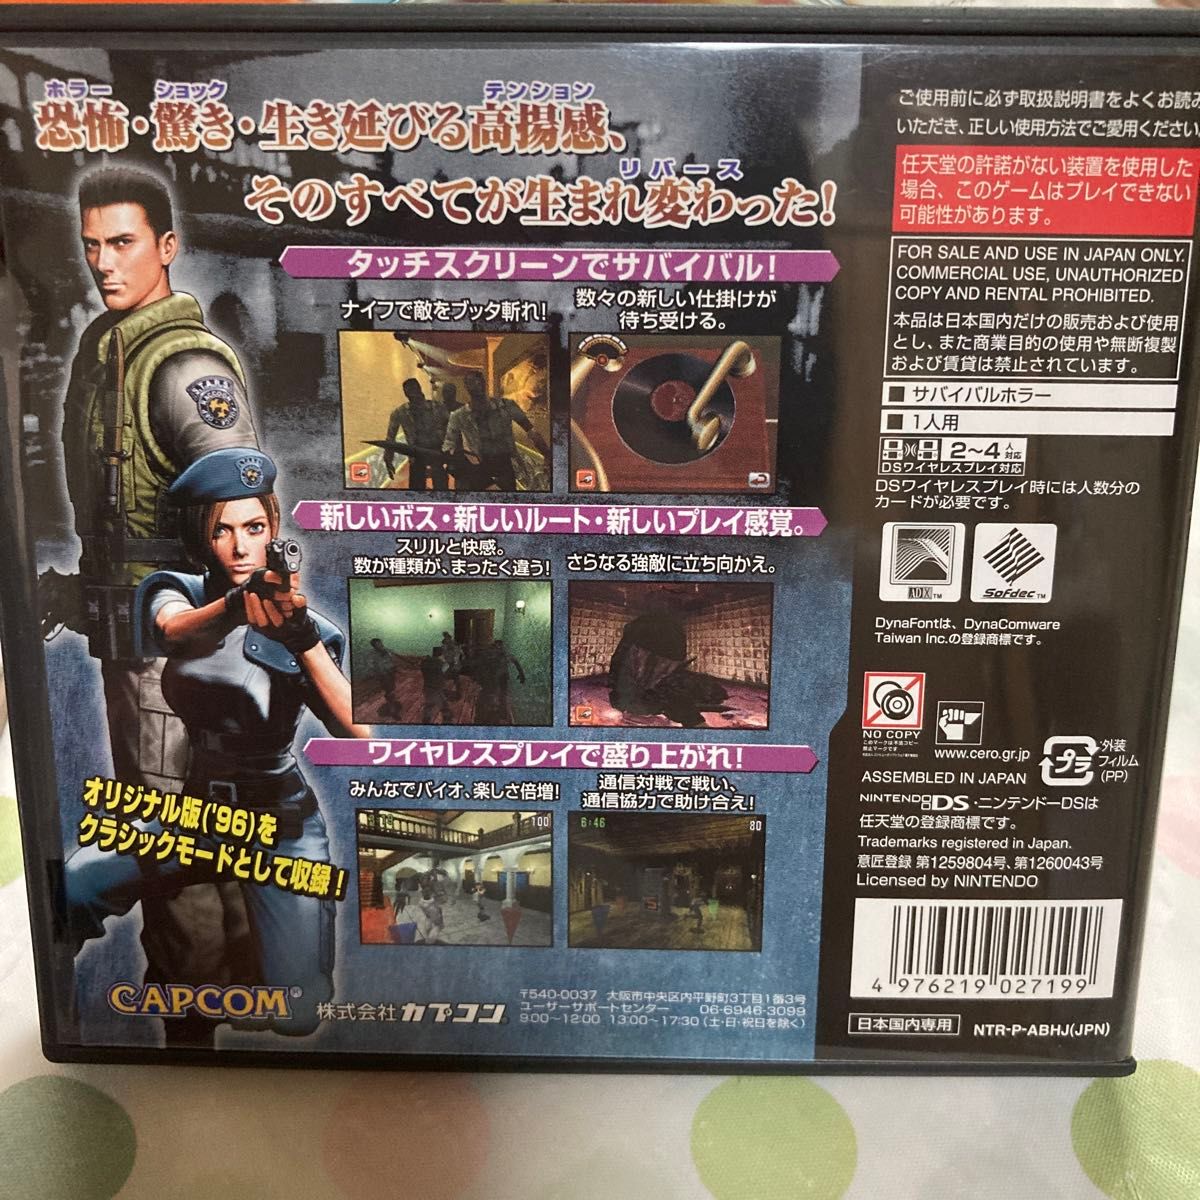 ホラー ショック テンション
恐怖・驚き・生き延びる高揚感、
リバース
そのすべてが生まれ変わった!
タッチスクリーンでサバイバル!
ナイフで敵をブッタ斬れ!
数々の新しい仕掛けが
待ち受ける。
新しいボス・新しいルート・新しいプレイ感覚。
スリルと快感。
数が種類が、まったく違う!
さらなる強敵に立ち向かえ。
ワイヤレスプレイで盛り上がれ!
みんなでバイオ、楽しさ倍増!
通信対戦で戦い、
通信協力で助け合え!
100
6:46
80
オリジナル版('96)を
クラシックモードとして収録!
S.T.A.R.S.
CAPCOM®
株式会社 カプコン®
〒540-0037 大阪市中央区内平野町3丁目1番3号
ユーザーサポートセンター 06-6946-3099
9:00〜12:00 13:00〜17:30(土・日・祝日を除く)
ご使用前に必ず取扱説明書をよくお読み
いただき、正しい使用方法でご愛用ください
任天堂の許諾がない装置を使用した
場合、このゲームはプレイできない
可能性があります。
FOR SALE AND USE IN JAPAN ONLY.
COMMERCIAL USE, UNAUTHORIZED
COPY AND RENTAL PROHIBITED.
本品は日本国内だけの販売および使用
とし、また商業目的の使用や無断複製
および賃貸は禁止されています。
■ サバイバルホラー
■ 1人用
2〜4人対応
DSワイヤレスプレイ対応
DSワイヤレスプレイ時には人数分の
カードが必要です。
ADX™
Sofdec™
DynaFontは、DynaComware
Taiwan Inc.の登録商標です。
NO COPY
www.cero.gr.jp
プラ
外装
フィルム
(PP)
ASSEMBLED IN JAPAN
NINTENDO DS・ニンテンドーDSは
任天堂の登録商標です。
Trademarks registered in Japan.
意匠登録 第1259804号、第1260043号
Licensed by NINTENDO
4 976219 027199
日本国内専用
NTR-P-ABHJ(JPN)